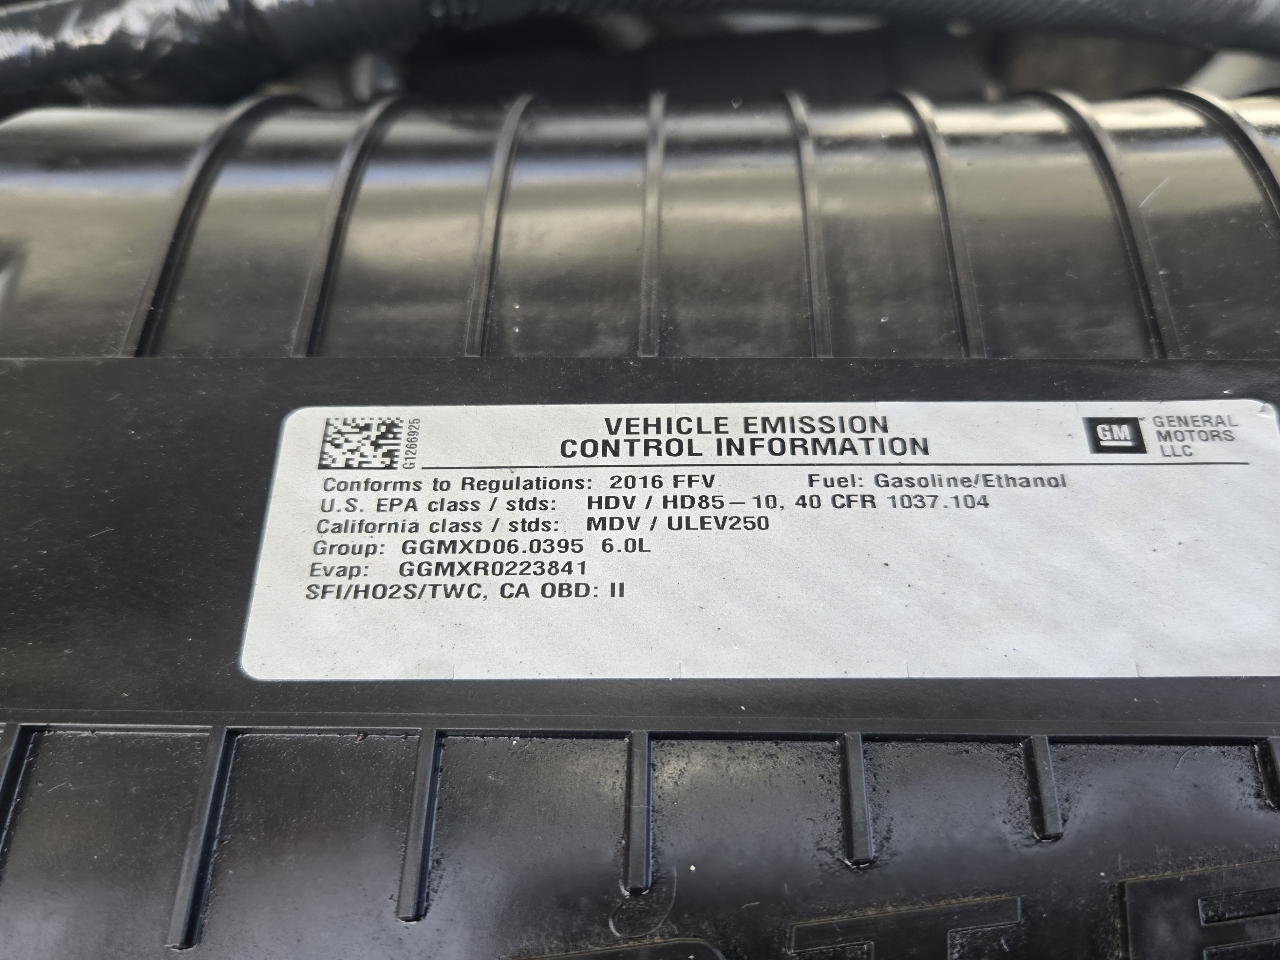 G1266925
VEHICLE EMISSION
CONTROL INFORMATION
GM
GENERAL
MOTORS
LLC
Conforms to Regulations: 2016 FFV Fuel: Gasoline/Ethanol
U.S. EPA class / stds: HDV / HD85-10, 40 CFR 1037.104
California class / stds: MDV / ULEV250
Group: GGMXD06.0395 6.0L
Evap: GGMXR0223841
SFI/HO2S/TWC, CA OBD: II